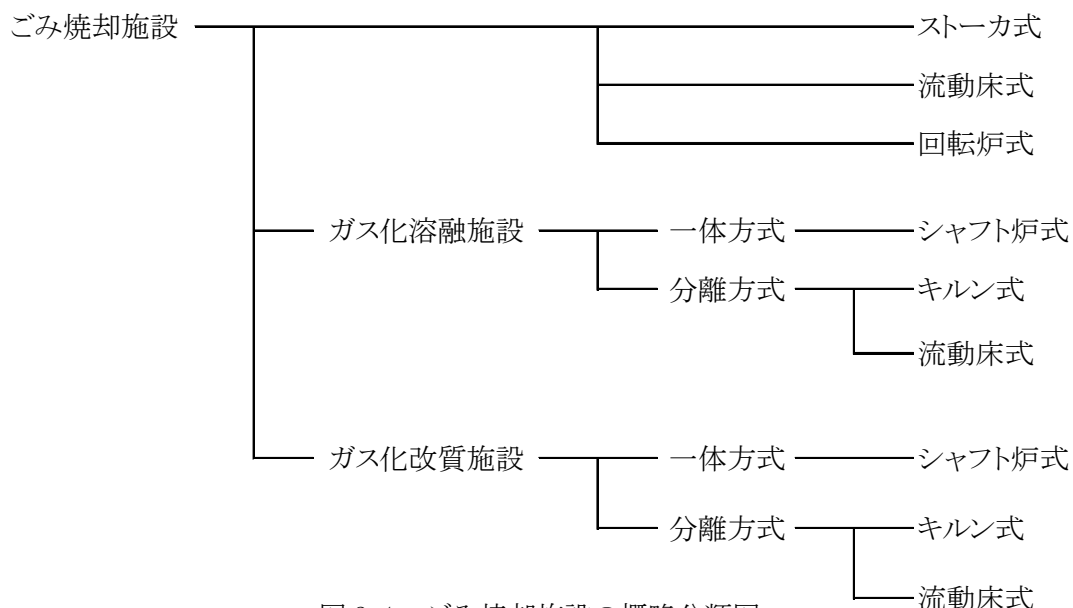 ごみ焼却施設 ストーカ式
流動床式
回転炉式
ガス化溶融施設 一体方式 シャフト炉式
分離方式 キルン式
流動床式
ガス化改質施設 一体方式 シャフト炉式
分離方式 キルン式
流動床式